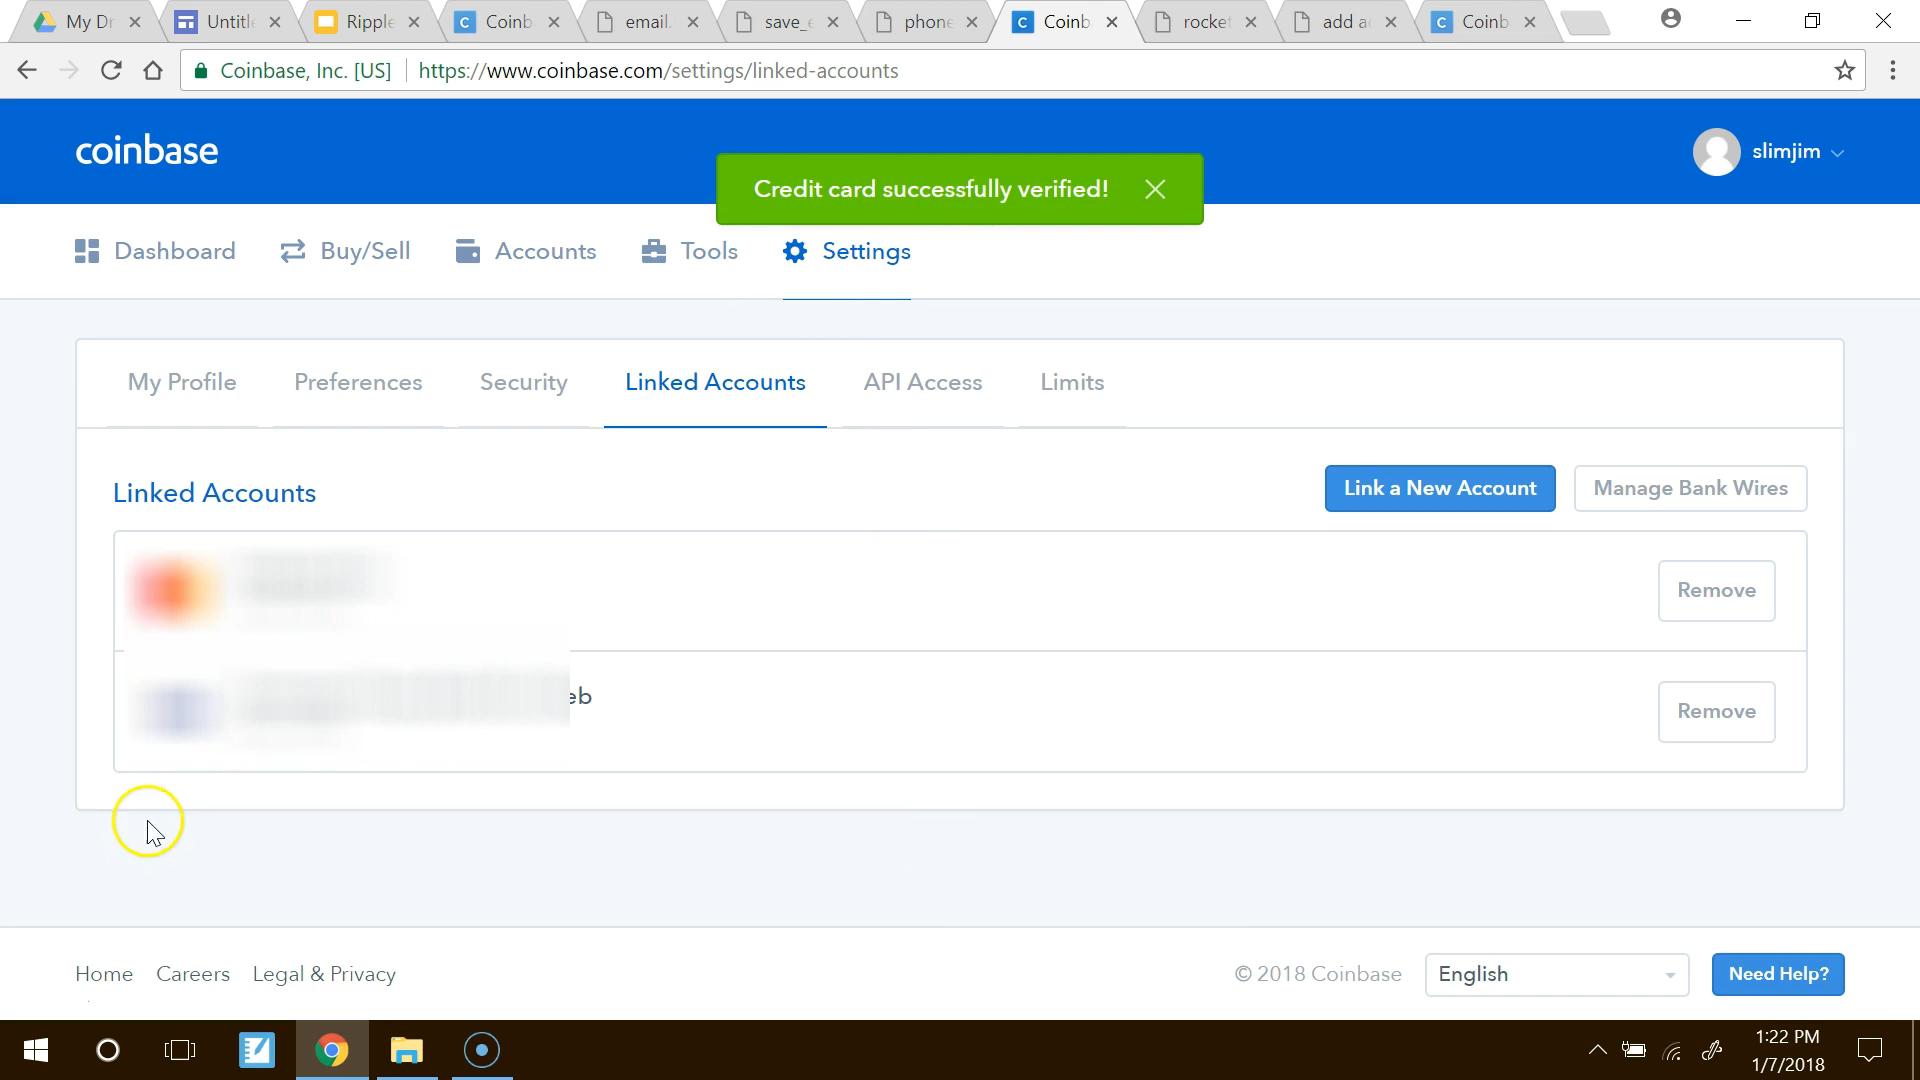 My Dr
Untitle
Ripple
Coinb
email.
save_e
phone
Coinb
rocket
add a
Coinb
Coinbase, Inc. [US]
https://www.coinbase.com/settings/linked-accounts
coinbase
slimjim
Credit card successfully verified!
Dashboard
Buy/Sell
Accounts
Tools
Settings
My Profile
Preferences
Security
Linked Accounts
API Access
Limits
Linked Accounts
Link a New Account
Manage Bank Wires
Remove
eb
Remove
Home
Careers
Legal & Privacy
© 2018 Coinbase
English
Need Help?
1:22 PM
1/7/2018